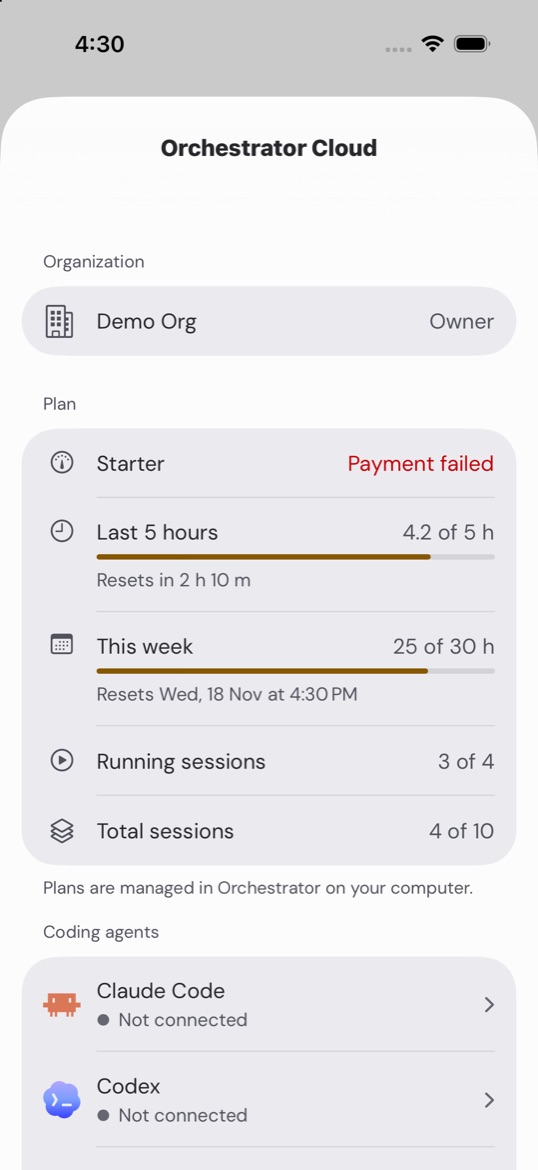 4:30
Orchestrator Cloud
Organization
Demo Org Owner
Plan
Starter Payment failed
Last 5 hours 4.2 of 5 h
Resets in 2 h 10 m
This week 25 of 30 h
Resets Wed, 18 Nov at 4:30 PM
Running sessions 3 of 4
Total sessions 4 of 10
Plans are managed in Orchestrator on your computer.
Coding agents
Claude Code
Not connected
Codex
Not connected